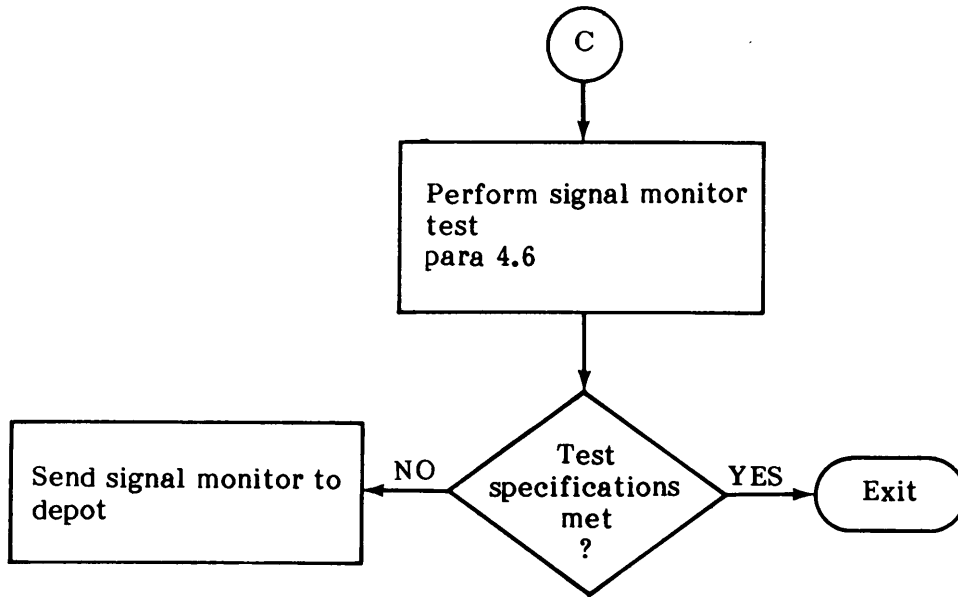 C
Perform signal monitor
test
para 4.6
Test
specifications
met
?
NO
Send signal monitor to
depot
YES
Exit